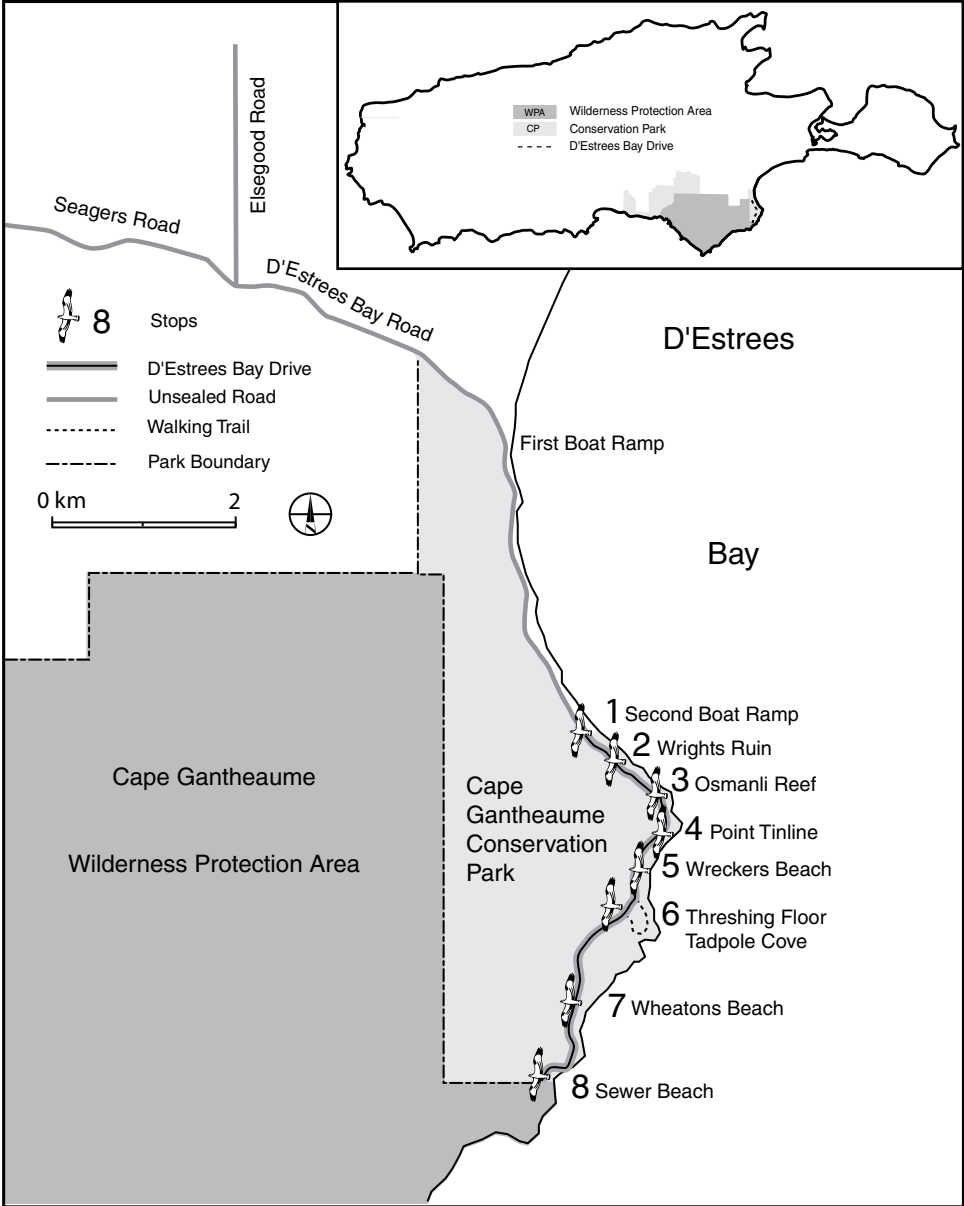 WPA Wilderness Protection Area
CP Conservation Park
D'Estrees Bay Drive
Elsegood Road
Seagers Road
D'Estrees Bay Road
8 Stops
D'Estrees Bay Drive
Unsealed Road
Walking Trail
Park Boundary
0 km 2
N
D'Estrees
Bay
First Boat Ramp
1 Second Boat Ramp
2 Wrights Ruin
3 Osmanli Reef
4 Point Tinline
5 Wreckers Beach
6 Threshing Floor
Tadpole Cove
7 Wheatons Beach
8 Sewer Beach
Cape Gantheaume
Wilderness Protection Area
Cape
Gantheaume
Conservation
Park